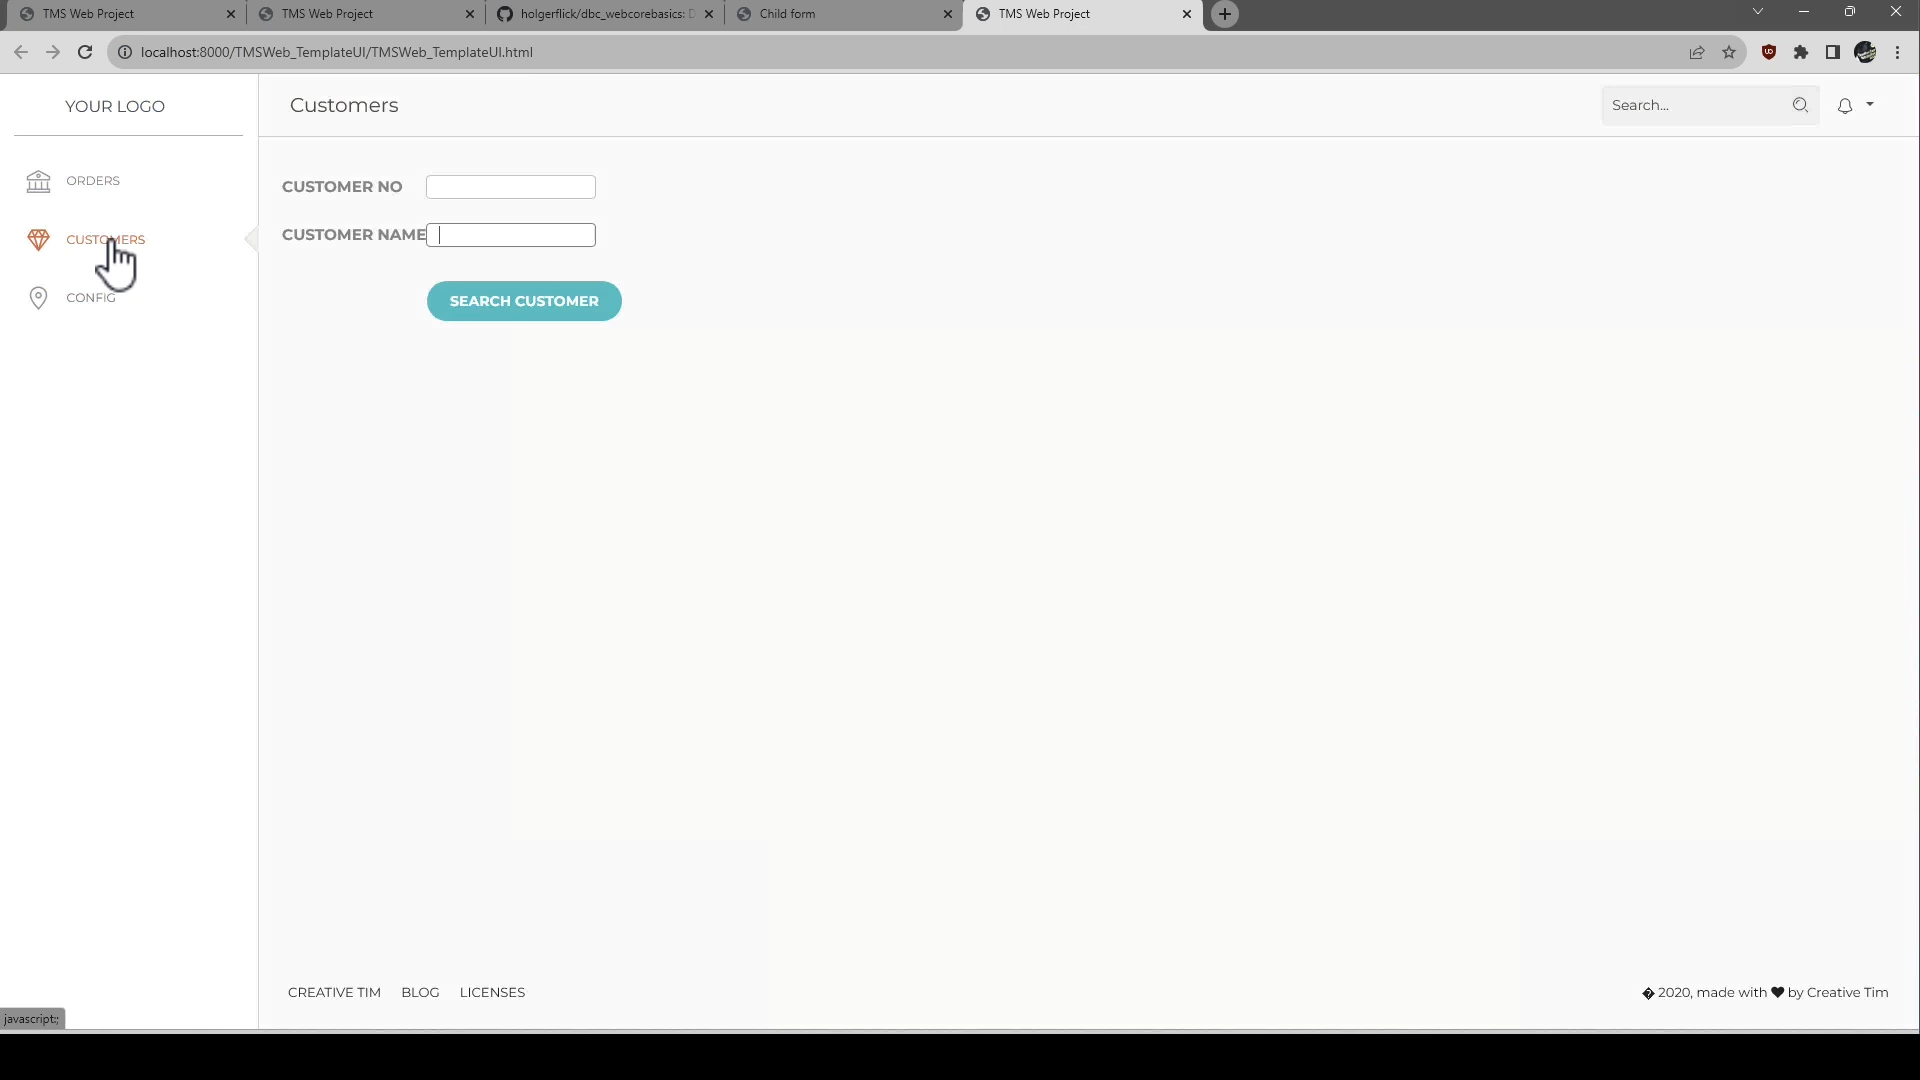 TMS Web Project
TMS Web Project
holgerflick/dbc_webcorebasics: D
Child form
TMS Web Project
localhost:8000/TMSWeb_TemplateUI/TMSWeb_TemplateUI.html
YOUR LOGO
Customers
Search...
ORDERS
CUSTOMERS
CONFIG
CUSTOMER NO
CUSTOMER NAME
SEARCH CUSTOMER
CREATIVE TIM BLOG LICENSES
� 2020, made with ♥ by Creative Tim
javascript:;